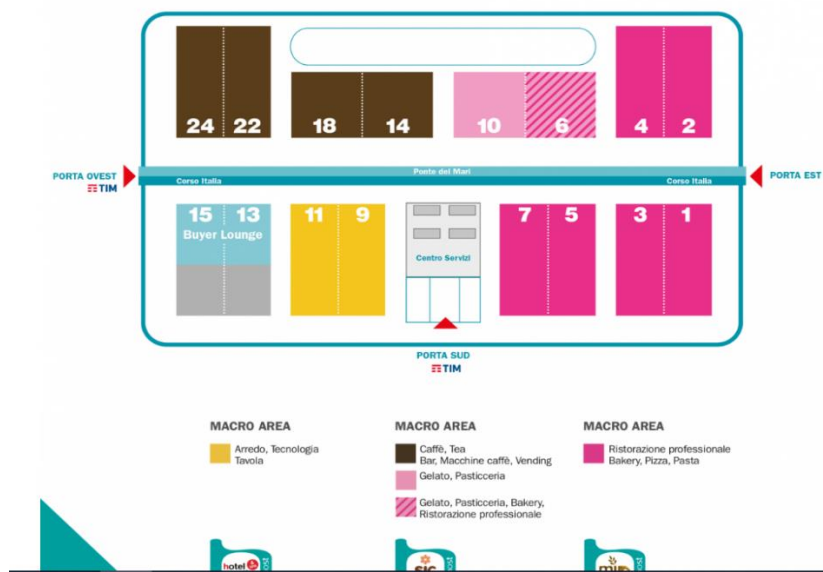 24 22
18 14
10 6
4 2
Ponte dei Mari
PORTA OVEST
TIM
Corso Italia
Corso Italia
PORTA EST
15 13
Buyer Lounge
11 9
Centro Servizi
7 5
3 1
PORTA SUD
TIM
MACRO AREA
Arredo, Tecnologia
Tavola
MACRO AREA
Caffè, Tea
Bar, Macchine caffè, Vending
Gelato, Pasticceria
Gelato, Pasticceria, Bakery,
Ristorazione professionale
MACRO AREA
Ristorazione professionale
Bakery, Pizza, Pasta
hotel